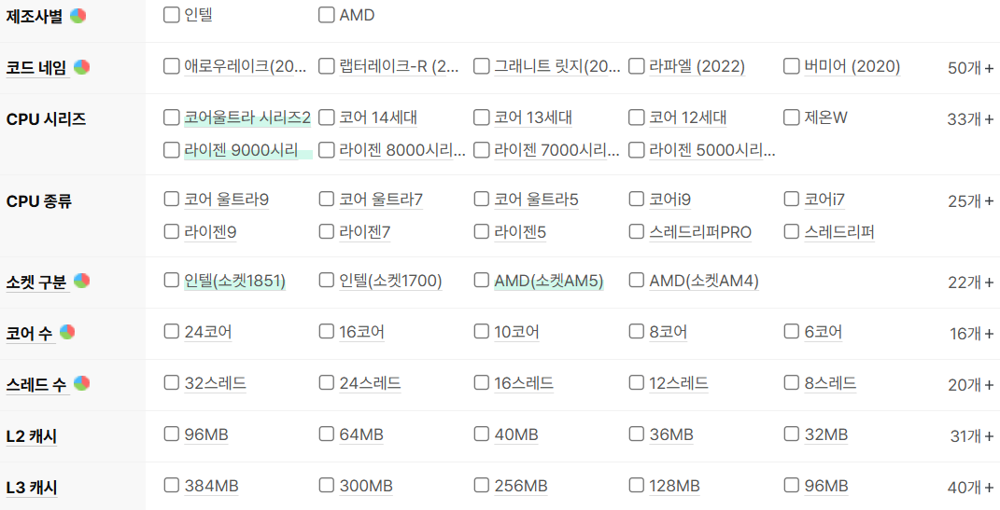 제조사별 인텔 AMD
코드 네임 애로우레이크(20... 랩터레이크-R (2... 그래니트 릿지(20... 라파엘 (2022) 버미어 (2020) 50개+
CPU 시리즈 코어울트라 시리즈2 코어 14세대 코어 13세대 코어 12세대 제온W 33개+
라이젠 9000시리 라이젠 8000시리... 라이젠 7000시리... 라이젠 5000시리...
CPU 종류 코어 울트라9 코어 울트라7 코어 울트라5 코어i9 코어i7 25개+
라이젠9 라이젠7 라이젠5 스레드리퍼PRO 스레드리퍼
소켓 구분 인텔(소켓1851) 인텔(소켓1700) AMD(소켓AM5) AMD(소켓AM4) 22개+
코어 수 24코어 16코어 10코어 8코어 6코어 16개+
스레드 수 32스레드 24스레드 16스레드 12스레드 8스레드 20개+
L2 캐시 96MB 64MB 40MB 36MB 32MB 31개+
L3 캐시 384MB 300MB 256MB 128MB 96MB 40개+